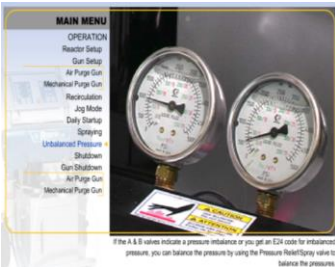 MAIN MENU
OPERATION
Reactor Setup
Gun Setup
Air Purge Gun
Mechanical Purge Gun
Recirculation
Jog Mode
Daily Startup
Spraying
Unbalanced Pressure
Shutdown
Gun Shutdown
Air Purge Gun
Mechanical Purge Gun
CAUTION
ATTENTION
If the A & B valves indicate a pressure imbalance or you get an E24 code for imbalanced
pressure, you can balance the pressure by using the Pressure Relief/Spray valve to
balance the pressures